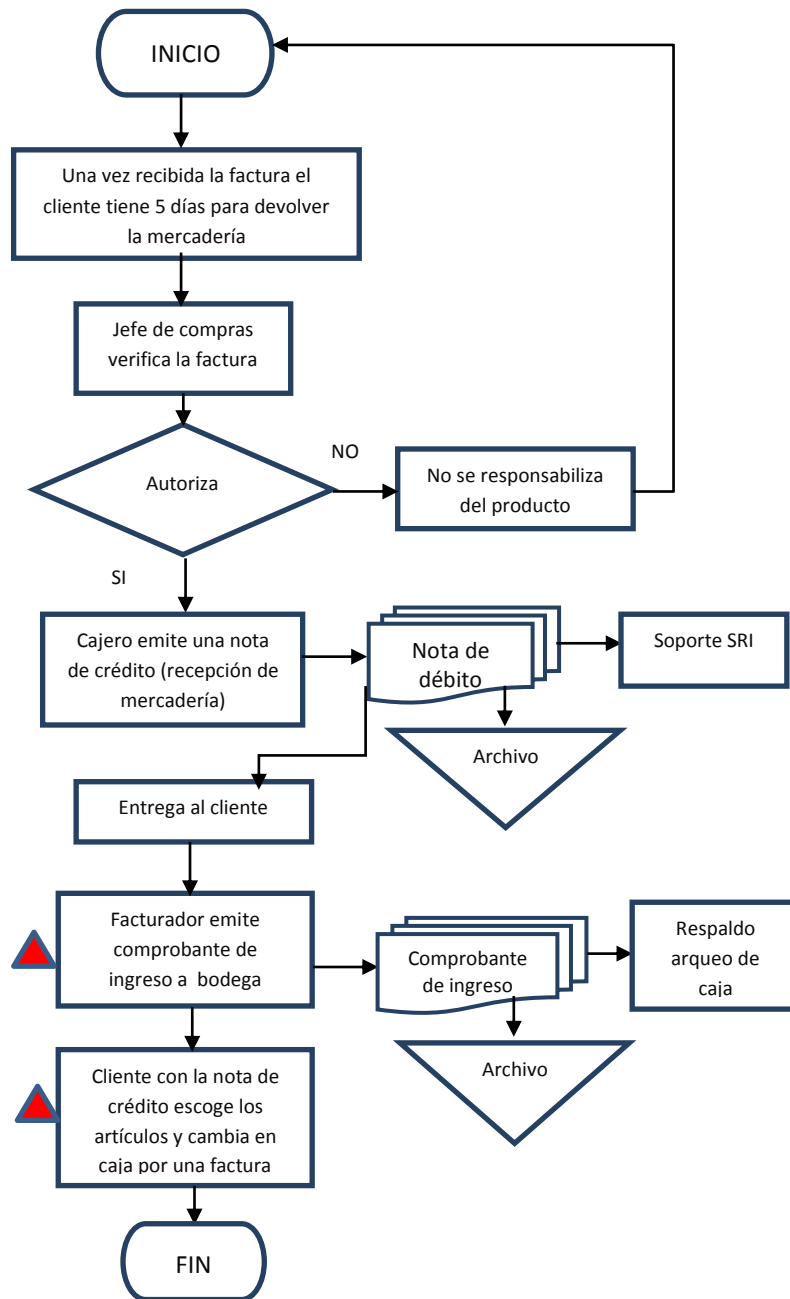 INICIO
Una vez recibida la factura el
cliente tiene 5 días para devolver
la mercadería
Jefe de compras
verifica la factura
Autoriza
NO
No se responsabiliza
del producto
SI
Cajero emite una nota
de crédito (recepción de
mercadería)
Nota de
débito
Soporte SRI
Archivo
Entrega al cliente
Facturador emite
comprobante de
ingreso a bodega
Comprobante
de ingreso
Respaldo
arqueo de
caja
Archivo
Cliente con la nota de
crédito escoge los
artículos y cambia en
caja por una factura
FIN